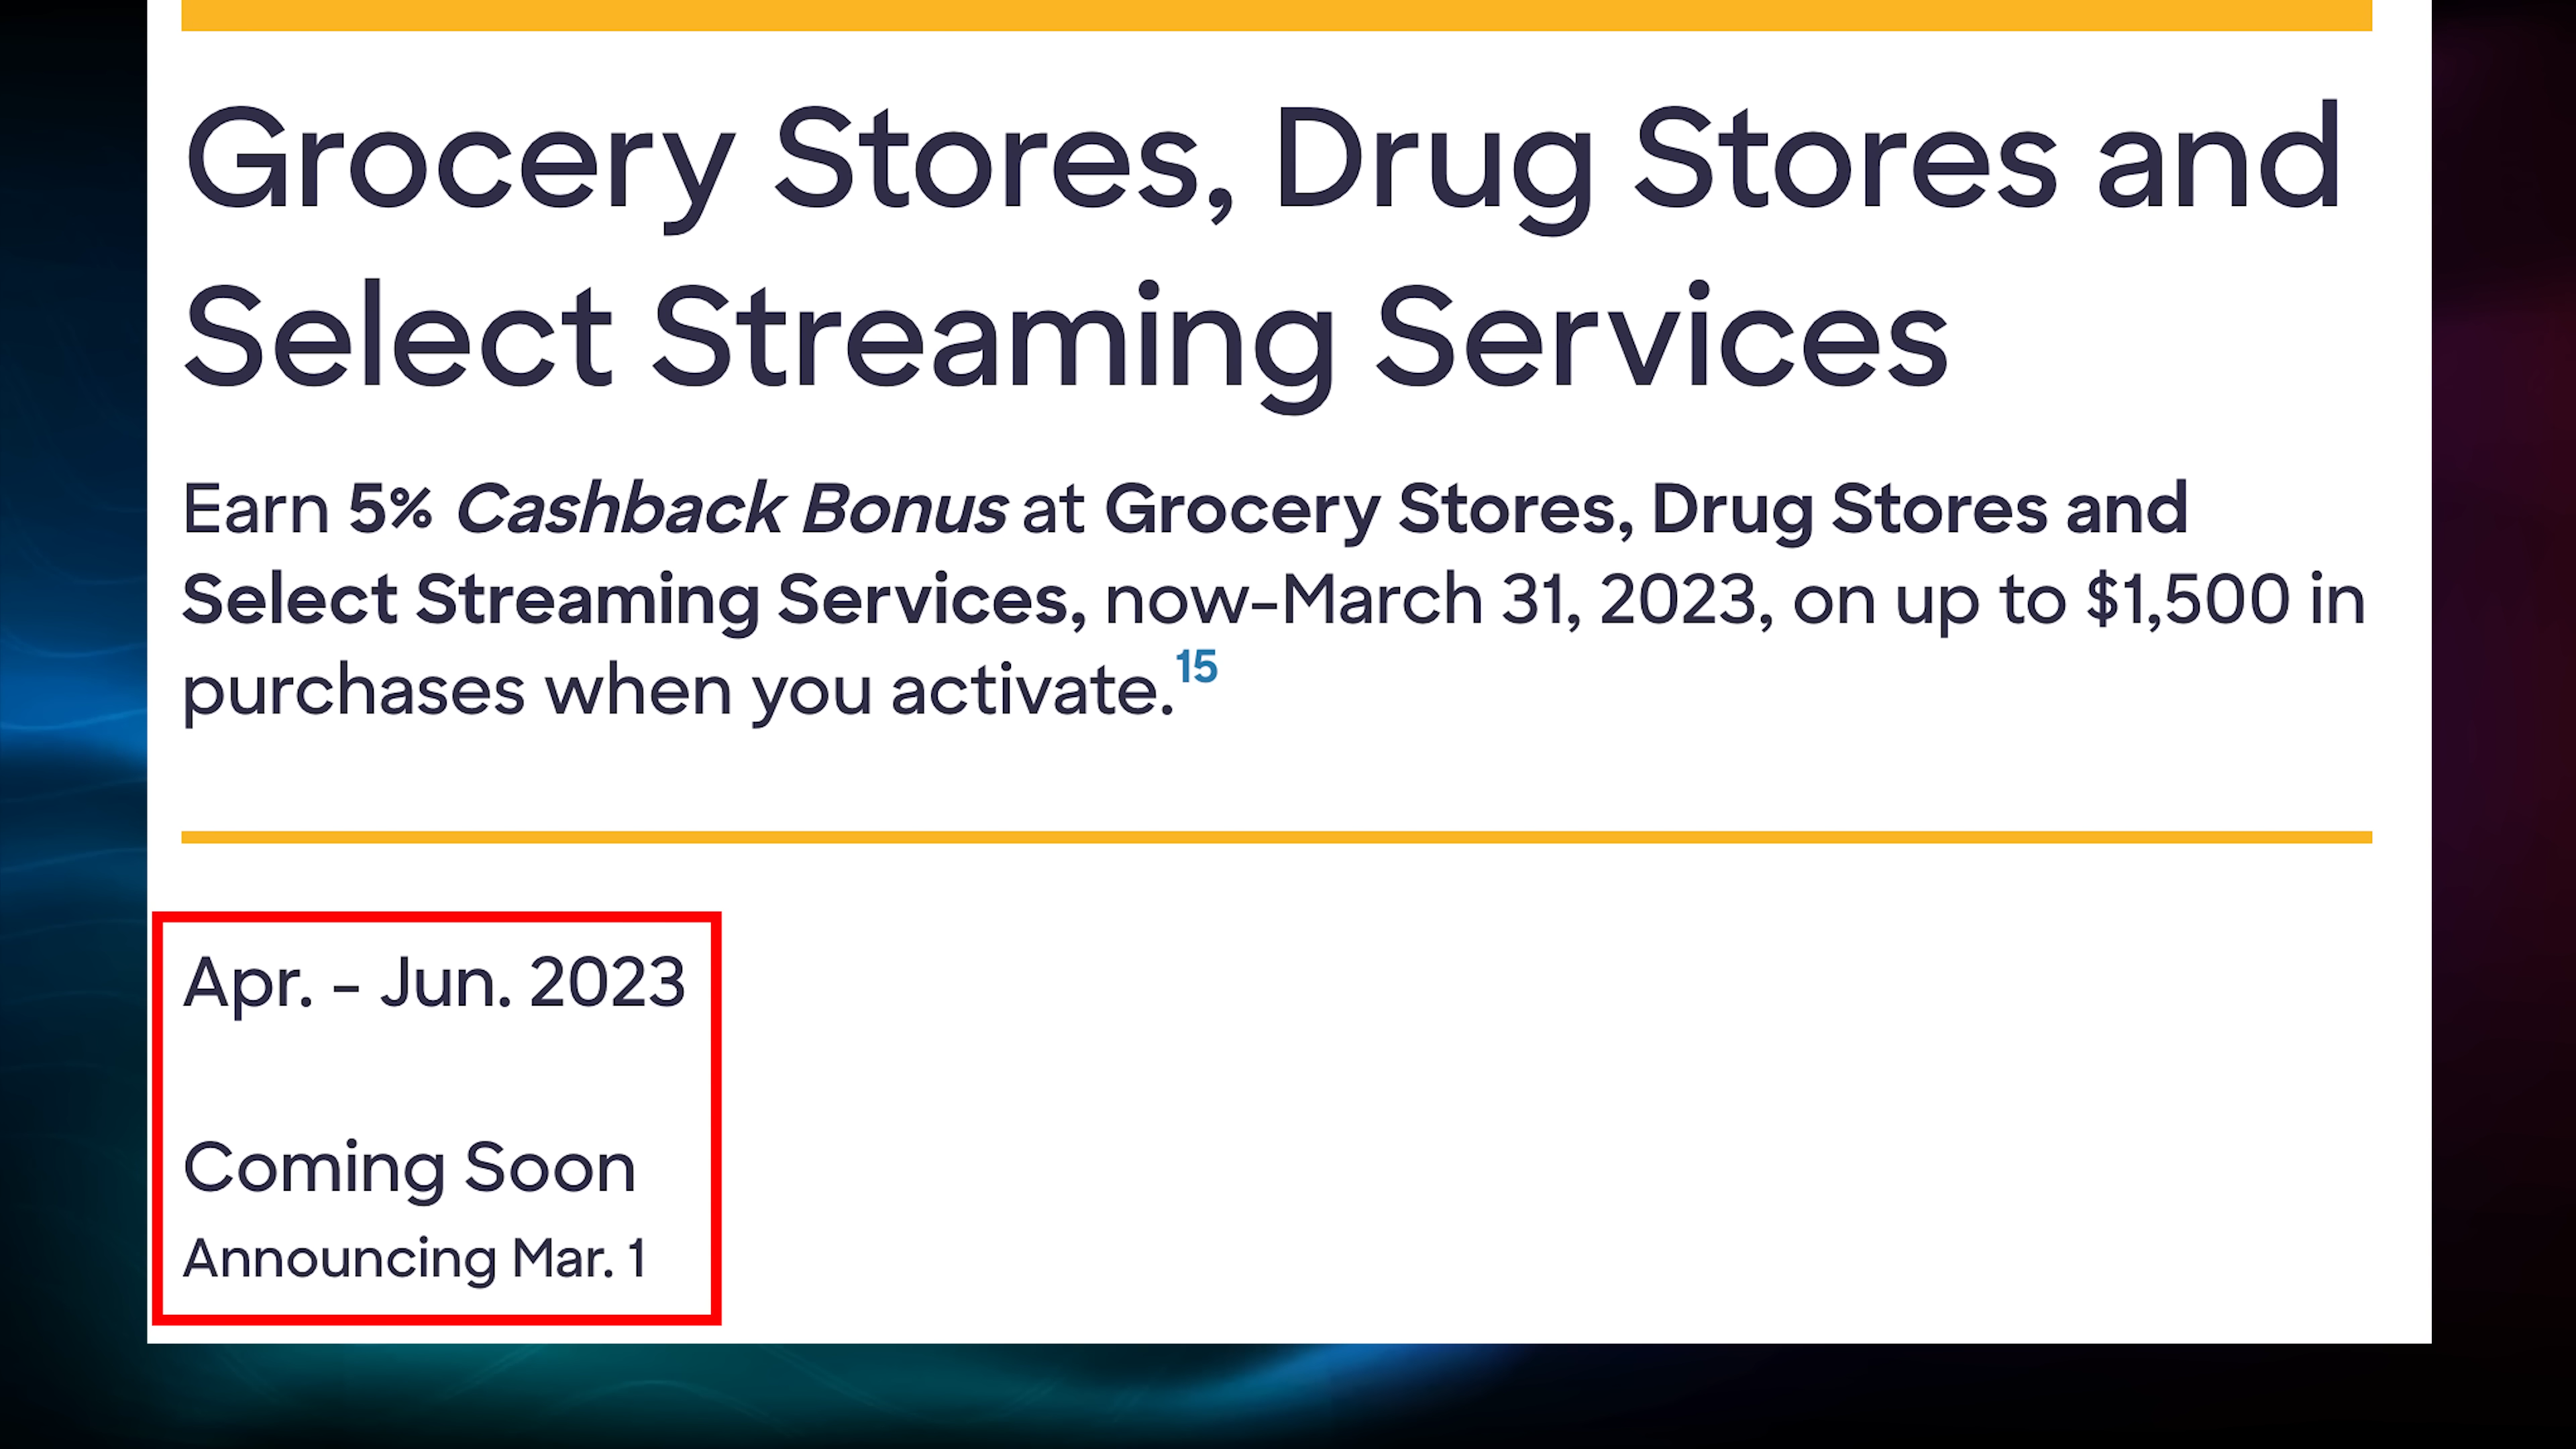 Grocery Stores, Drug Stores and
Select Streaming Services
Earn 5% Cashback Bonus at Grocery Stores, Drug Stores and
Select Streaming Services, now-March 31, 2023, on up to $1,500 in
purchases when you activate.15
Apr. - Jun. 2023
Coming Soon
Announcing Mar. 1